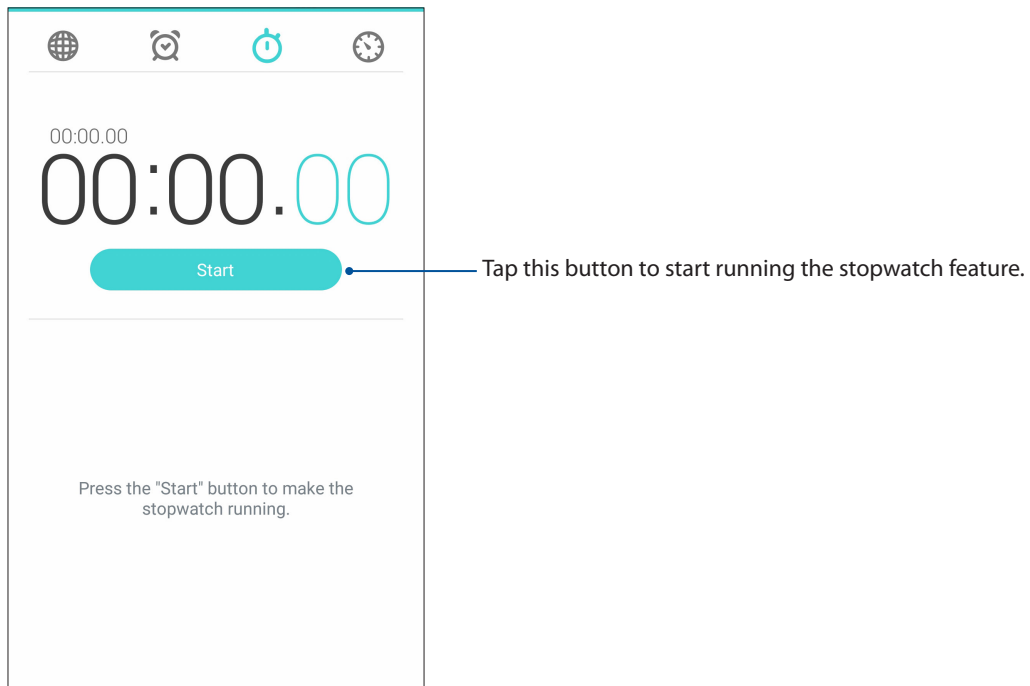 00:00.00
00:00.00
Start
Tap this button to start running the stopwatch feature.
Press the "Start" button to make the
stopwatch running.